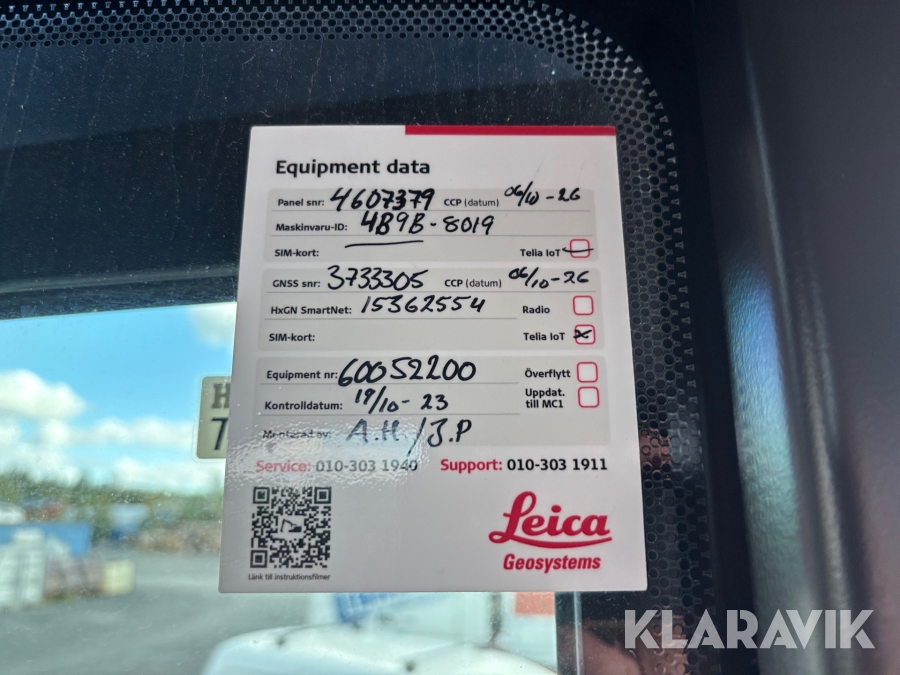 KLARAVIK
Equipment data
Panel snr: 4607379 CCP (datum) 06/10-26
Maskinvaru-ID: 4B9B-8019
SIM-kort: Telia IoT
GNSS snr: 3733305 CCP (datum) 06/10-26
HxGN SmartNet: 15362554 Radio
SIM-kort: Telia IoT
Equipment nr: 60052200 Överflytt
Kontrolldatum: 19/10-23 Uppdat. till MC1
Monterad av: A.H/J.P
Service: 010-303 1940 Support: 010-303 1911
Leica
Geosystems
Länk till instruktionsfilmer
KLARAVIK